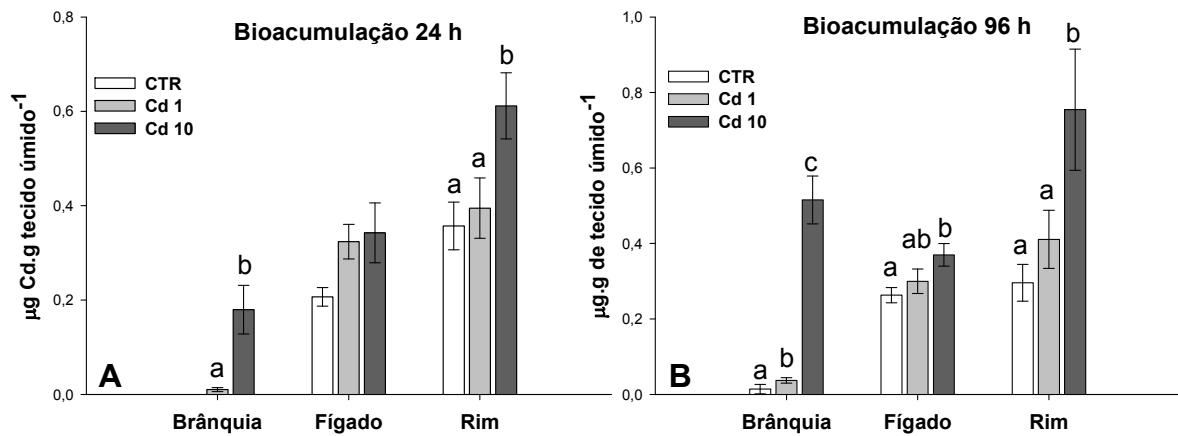 Bioacumulação 24 h
CTR
Cd 1
Cd 10
µg Cd.g tecido úmido⁻¹
0,8
0,6
0,4
0,2
0,0
a
b
a
a
b
A
Brânquia Fígado Rim
Bioacumulação 96 h
CTR
Cd 1
Cd 10
µg.g de tecido úmido⁻¹
1,0
0,8
0,6
0,4
0,2
0,0
a
b
c
a
ab
b
a
a
b
B
Brânquia Fígado Rim